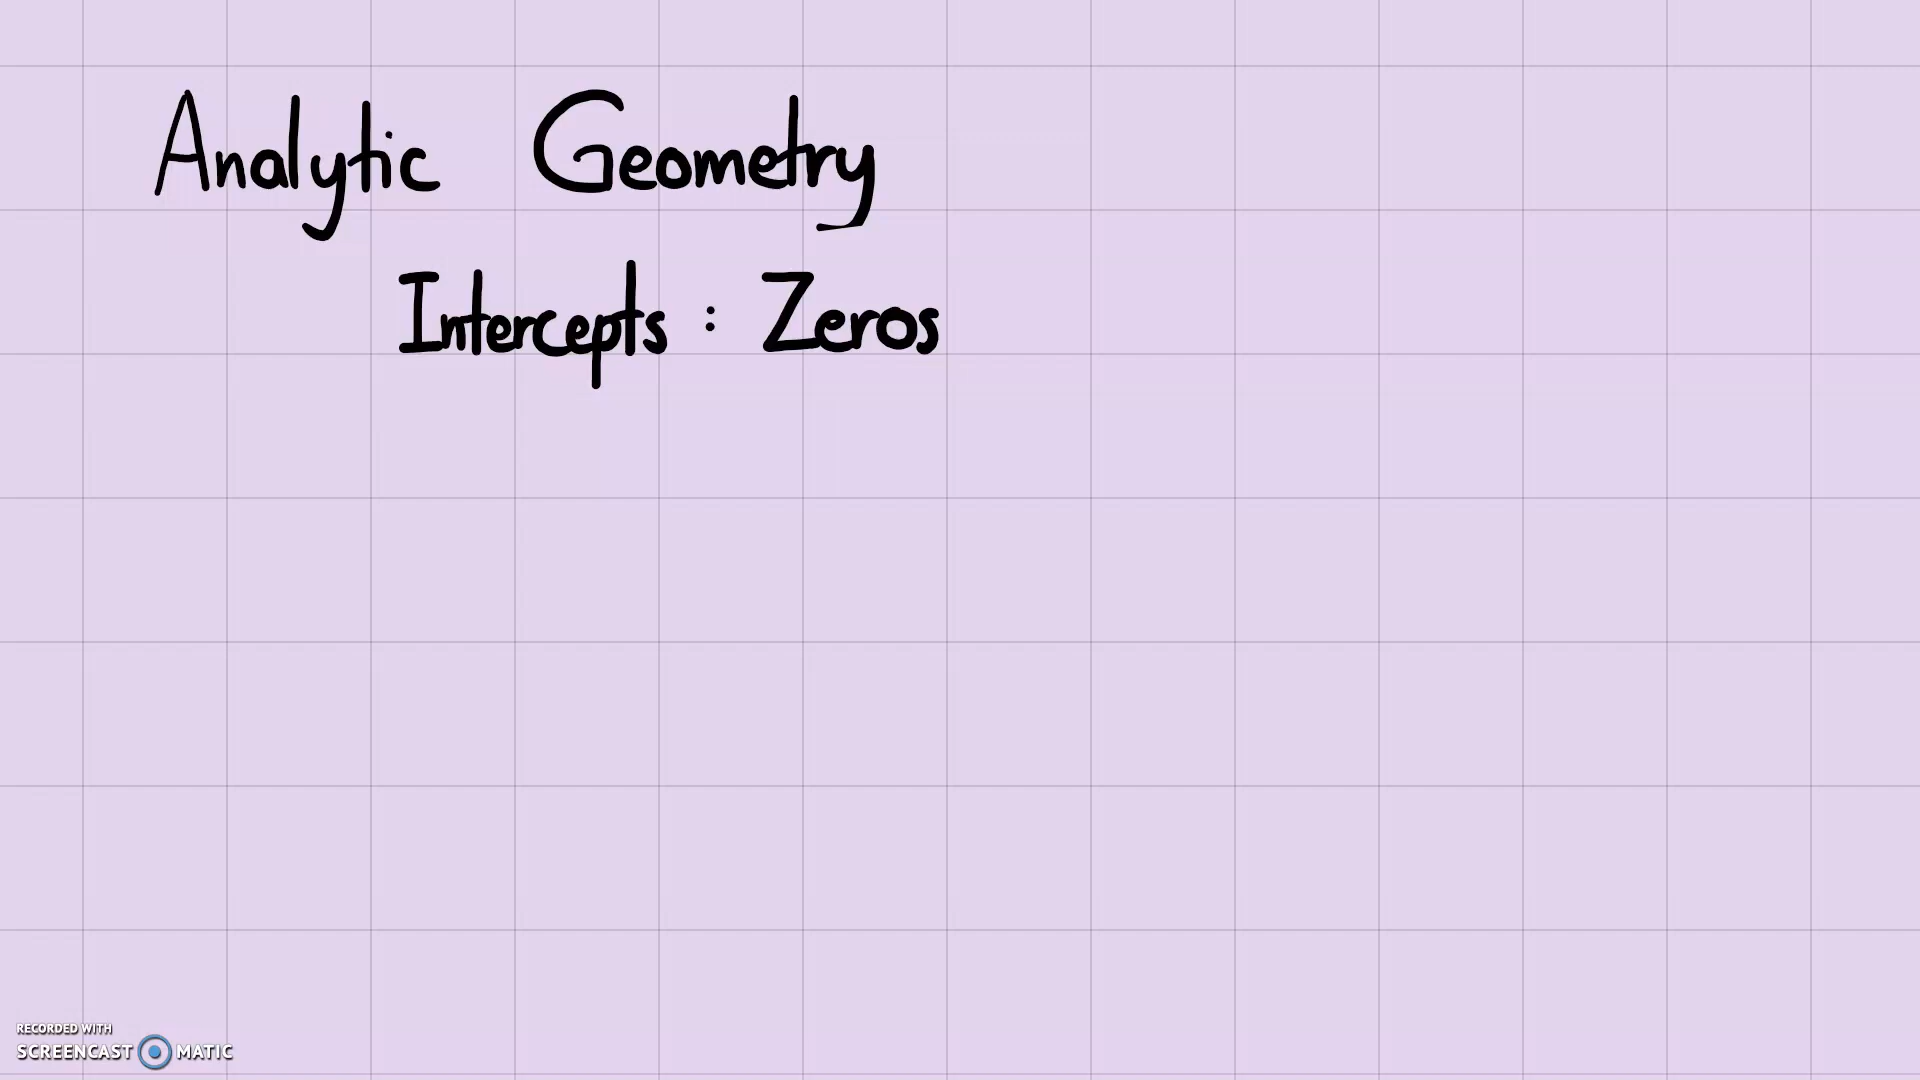 Analytic Geometry
Intercepts : Zeros
RECORDED WITH
SCREENCAST MATIC